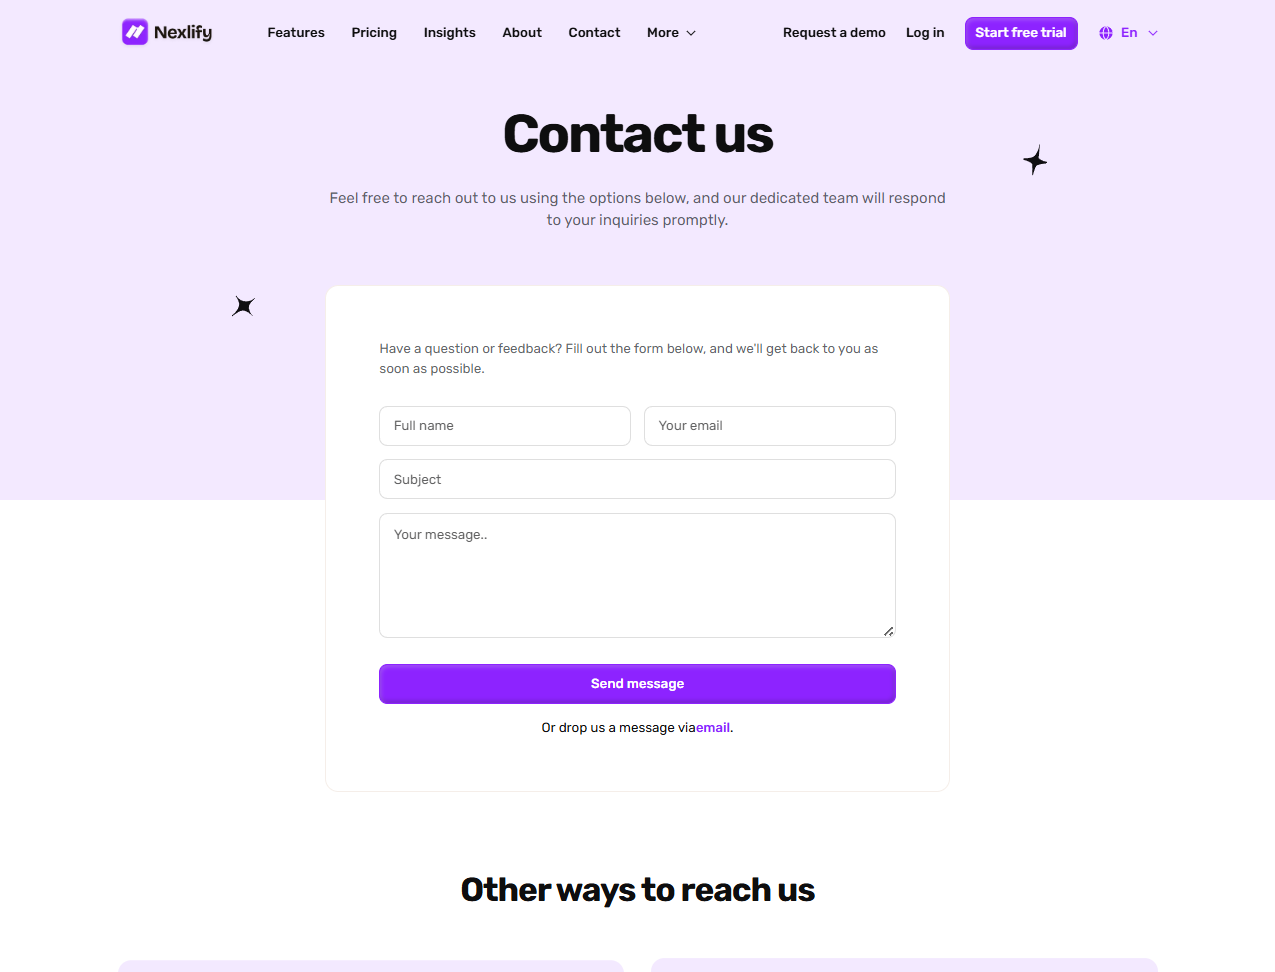 Nexlify
Features Pricing Insights About Contact More
Request a demo Log in Start free trial En
Contact us
Feel free to reach out to us using the options below, and our dedicated team will respond
to your inquiries promptly.
Have a question or feedback? Fill out the form below, and we'll get back to you as
soon as possible.
Full name Your email
Subject
Your message..
Send message
Or drop us a message viaemail.
Other ways to reach us